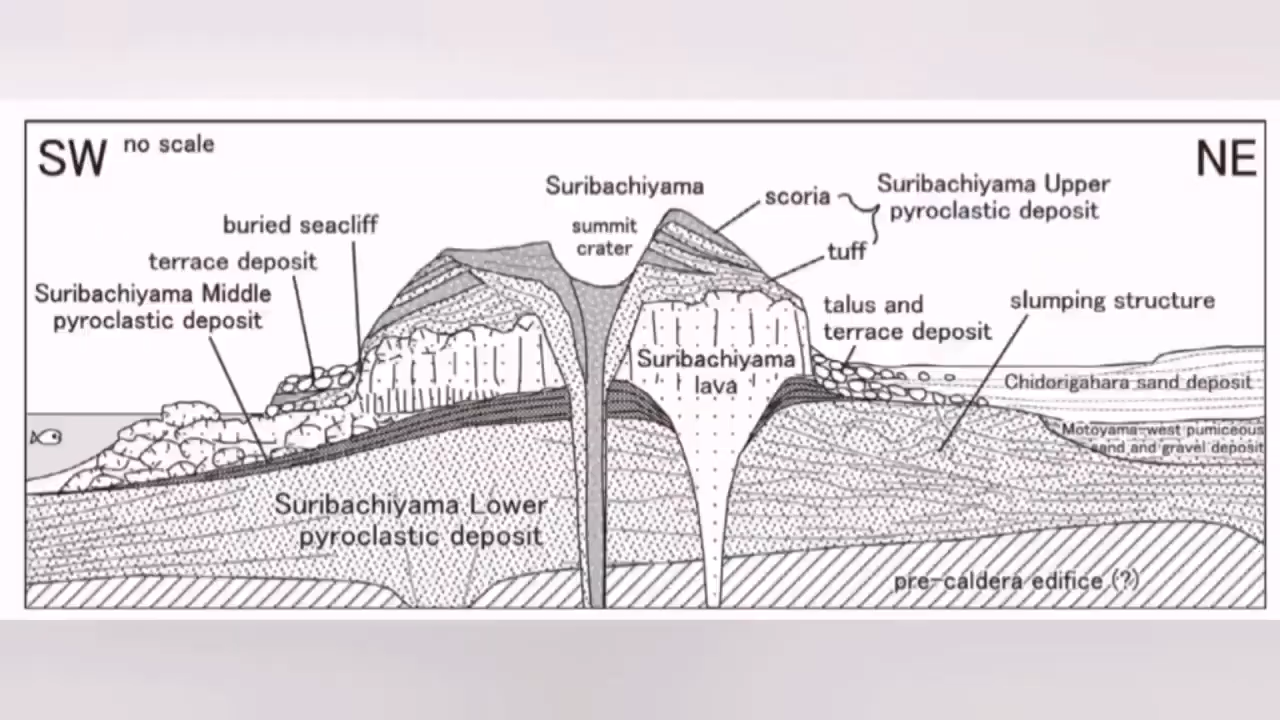 SW no scale
NE
Suribachiyama
summit
crater
scoria
tuff
Suribachiyama Upper
pyroclastic deposit
buried seacliff
terrace deposit
Suribachiyama Middle
pyroclastic deposit
talus and
terrace deposit
slumping structure
Suribachiyama
lava
Chidorigahara sand deposit
Motoyama-west pumiceous
sand and gravel deposit
Suribachiyama Lower
pyroclastic deposit
pre-caldera edifice (?)